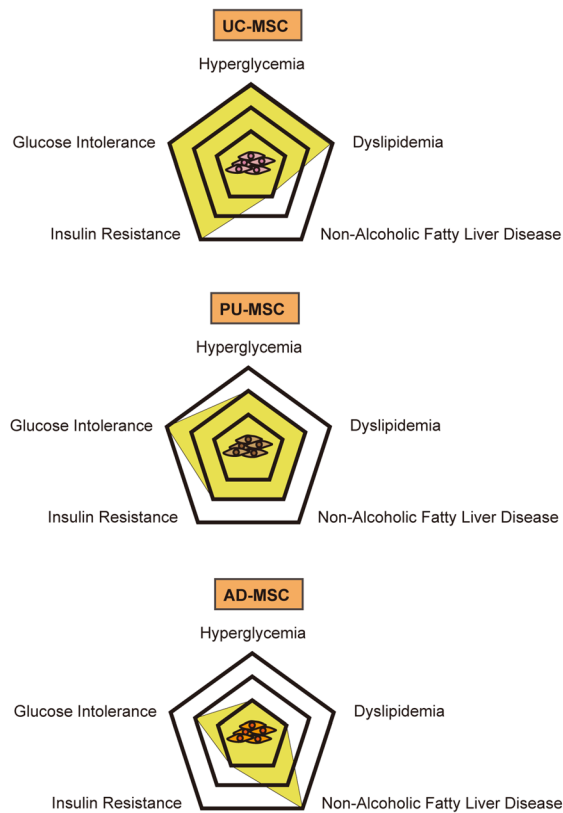 UC-MSC
Hyperglycemia
Glucose Intolerance
Dyslipidemia
Insulin Resistance
Non-Alcoholic Fatty Liver Disease
PU-MSC
Hyperglycemia
Glucose Intolerance
Dyslipidemia
Insulin Resistance
Non-Alcoholic Fatty Liver Disease
AD-MSC
Hyperglycemia
Glucose Intolerance
Dyslipidemia
Insulin Resistance
Non-Alcoholic Fatty Liver Disease